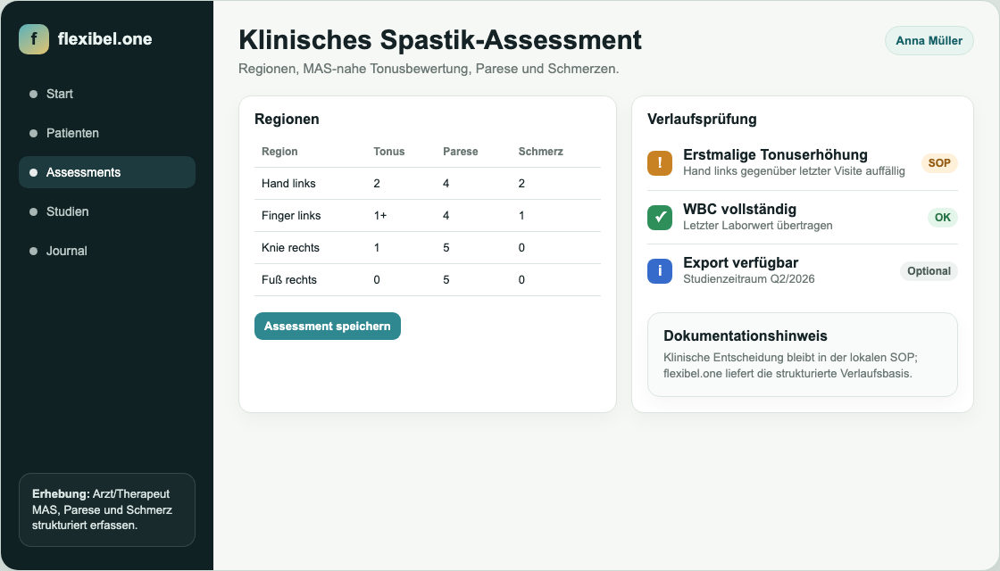 f flexibel.one
Start
Patienten
Assessments
Studien
Journal
Erhebung: Arzt/Therapeut
MAS, Parese und Schmerz
strukturiert erfassen.
Klinisches Spastik-Assessment
Regionen, MAS-nahe Tonusbewertung, Parese und Schmerzen.
Anna Müller
Regionen
Region Tonus Parese Schmerz
Hand links 2 4 2
Finger links 1+ 4 1
Knie rechts 1 5 0
Fuß rechts 0 5 0
Assessment speichern
Verlaufsprüfung
! Erstmalige Tonuserhöhung SOP
Hand links gegenüber letzter Visite auffällig
✓ WBC vollständig OK
Letzter Laborwert übertragen
i Export verfügbar Optional
Studienzeitraum Q2/2026
Dokumentationshinweis
Klinische Entscheidung bleibt in der lokalen SOP;
flexibel.one liefert die strukturierte Verlaufsbasis.